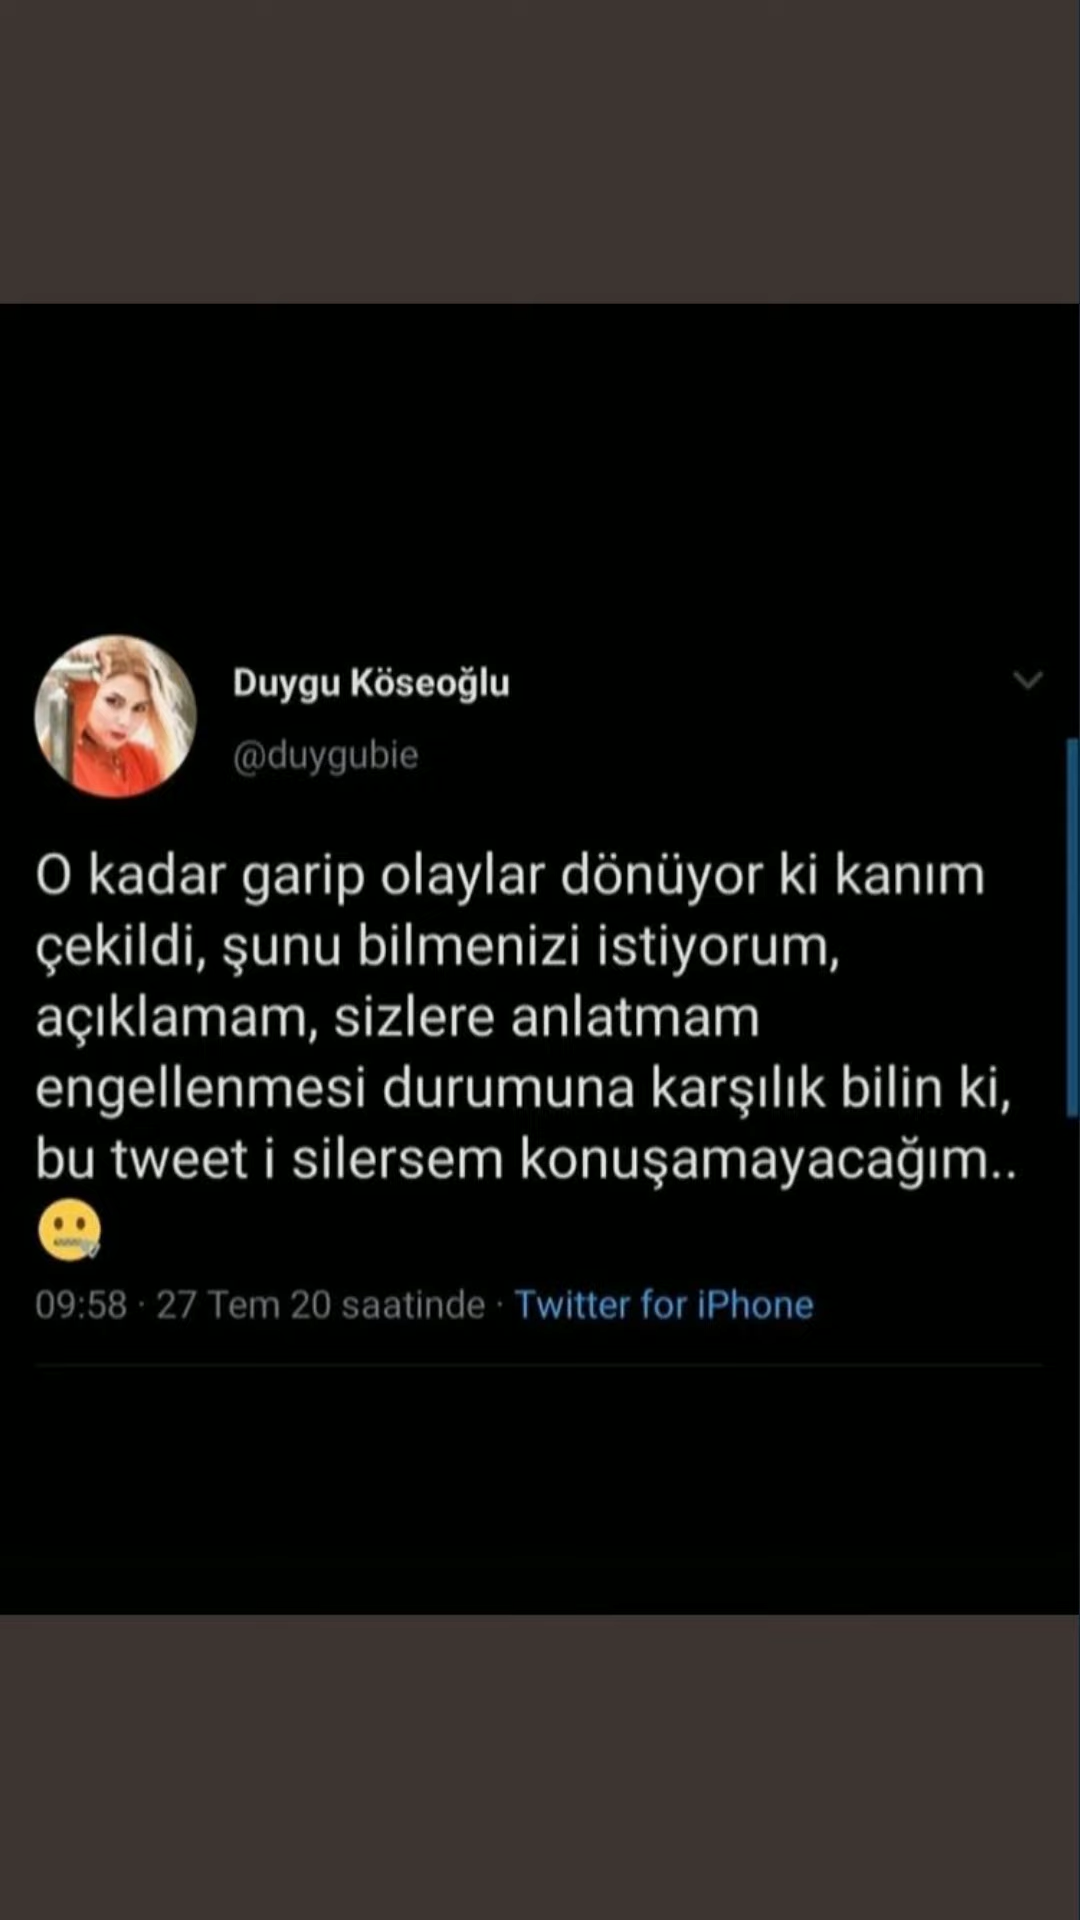 Duygu Köseoğlu
@duygubie
O kadar garip olaylar dönüyor ki kanım
çekildi, şunu bilmenizi istiyorum,
açıklamam, sizlere anlatmam
engellenmesi durumuna karşılık bilin ki,
bu tweet i silersem konuşamayacağım..
🤐
09:58 · 27 Tem 20 saatinde · Twitter for iPhone